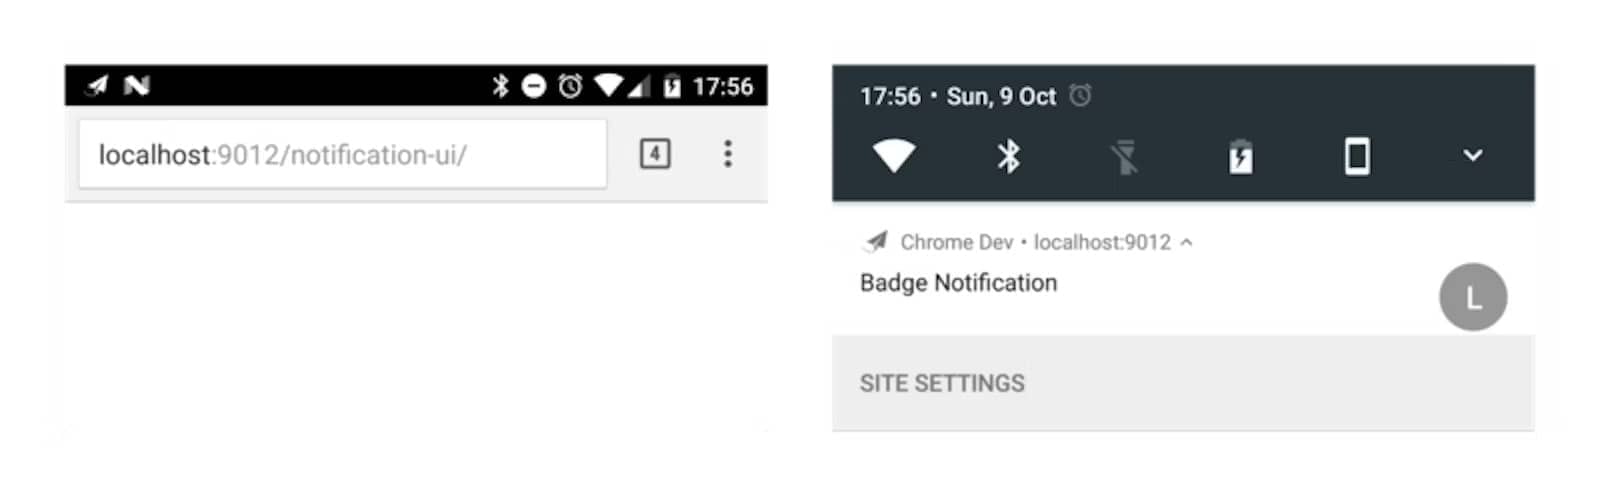 17:56
localhost:9012/notification-ui/
4
17:56 • Sun, 9 Oct
Chrome Dev • localhost:9012
Badge Notification
L
SITE SETTINGS